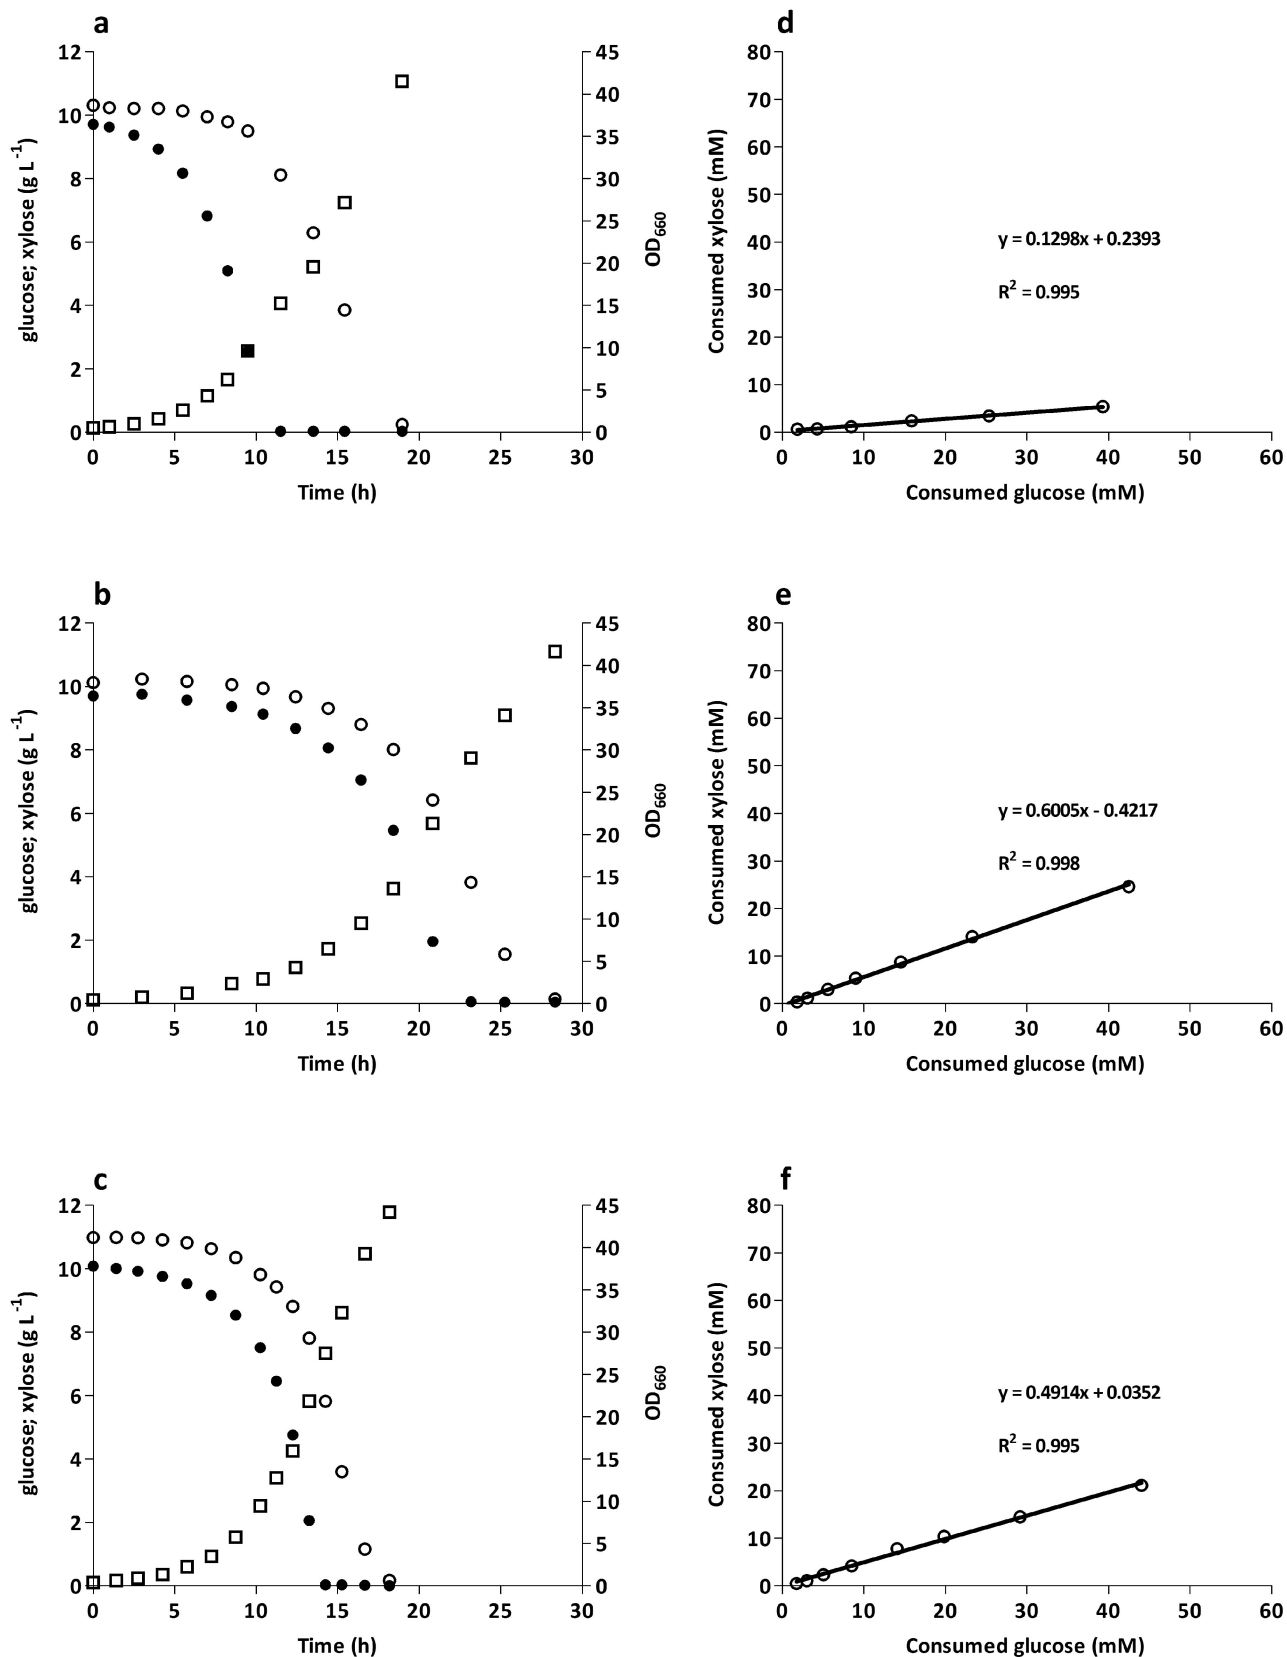 a
12
10
8
6
4
2
0
glucose; xylose (g L⁻¹)
45
40
35
30
25
20
15
10
5
0
OD₆₆₀
0 5 10 15 20 25 30
Time (h)
d
80
70
60
50
40
30
20
10
0
Consumed xylose (mM)
y = 0.1298x + 0.2393
R² = 0.995
0 10 20 30 40 50 60
Consumed glucose (mM)
b
12
10
8
6
4
2
0
glucose; xylose (g L⁻¹)
45
40
35
30
25
20
15
10
5
0
OD₆₆₀
0 5 10 15 20 25 30
Time (h)
e
80
70
60
50
40
30
20
10
0
Consumed xylose (mM)
y = 0.6005x - 0.4217
R² = 0.998
0 10 20 30 40 50 60
Consumed glucose (mM)
c
12
10
8
6
4
2
0
glucose; xylose (g L⁻¹)
45
40
35
30
25
20
15
10
5
0
OD₆₆₀
0 5 10 15 20 25 30
Time (h)
f
80
70
60
50
40
30
20
10
0
Consumed xylose (mM)
y = 0.4914x + 0.0352
R² = 0.995
0 10 20 30 40 50 60
Consumed glucose (mM)